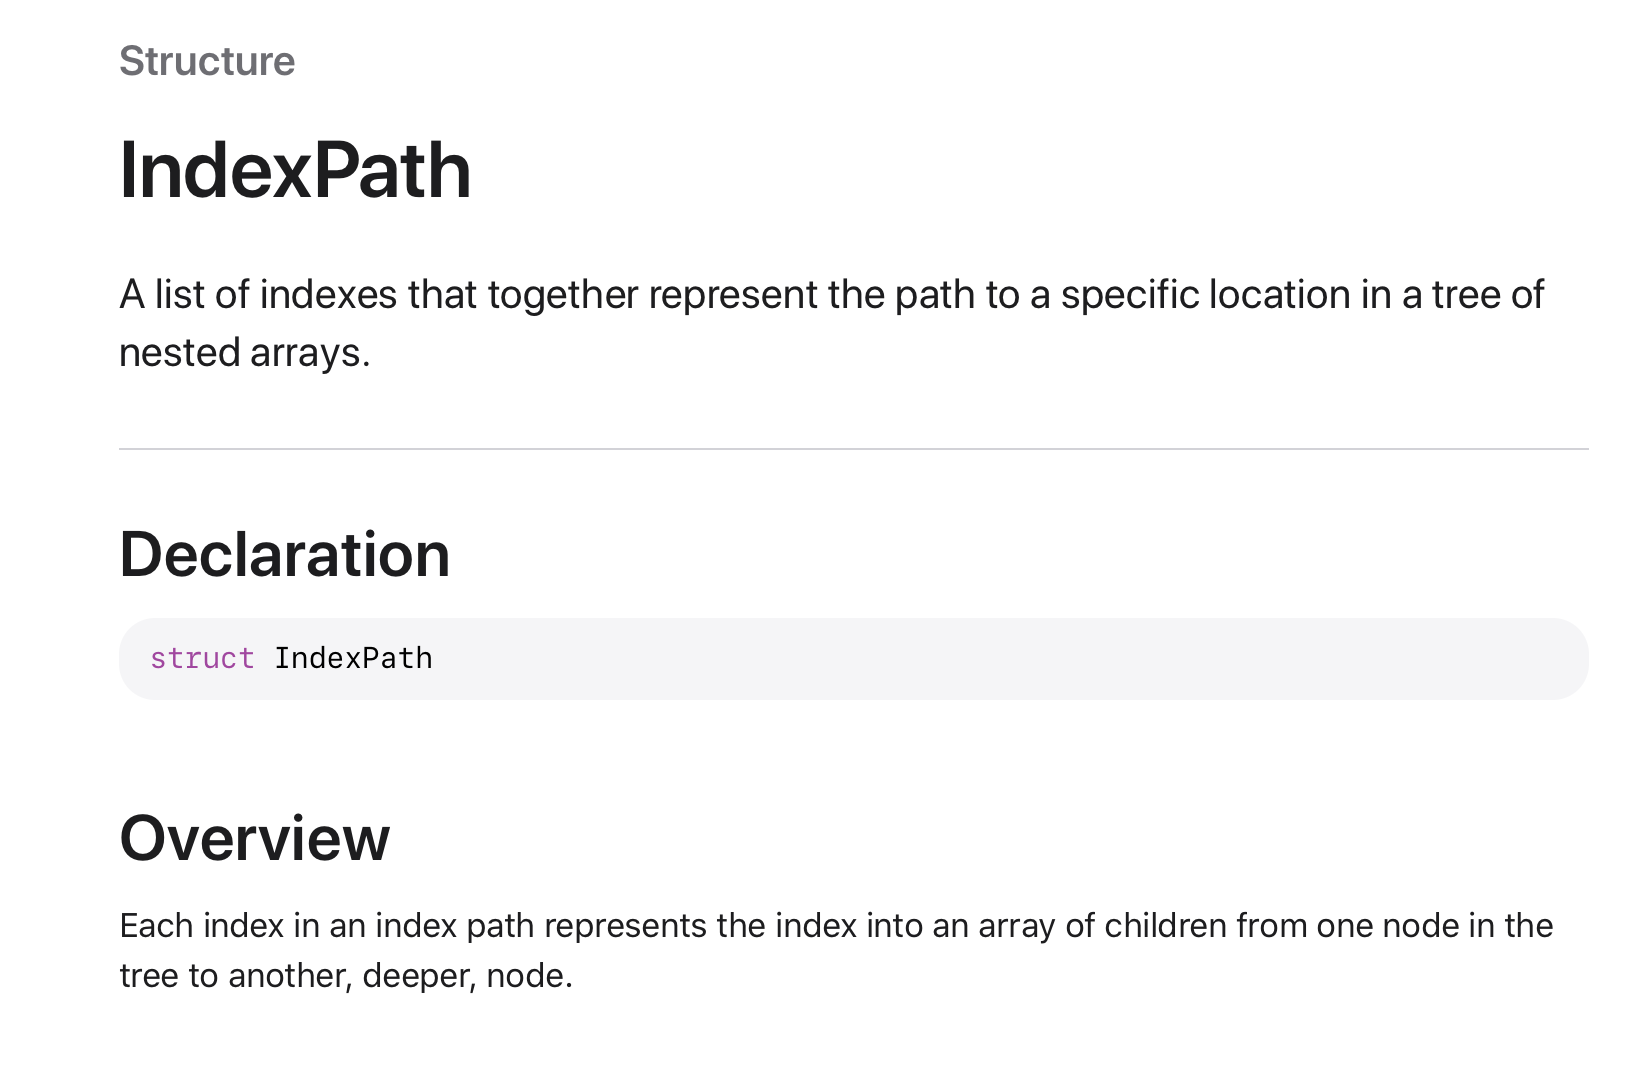 Structure
IndexPath
A list of indexes that together represent the path to a specific location in a tree of
nested arrays.
Declaration
struct IndexPath
Overview
Each index in an index path represents the index into an array of children from one node in the
tree to another, deeper, node.